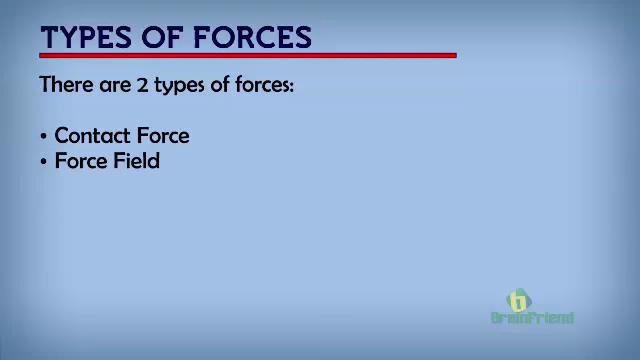 TYPES OF FORCES
There are 2 types of forces:
• Contact Force
• Force Field
BrainFriend